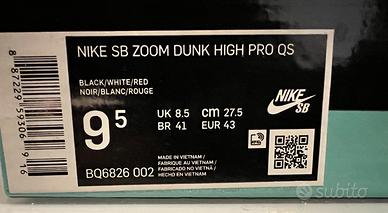 NIKE SB ZOOM DUNK HIGH PRO QS
BLACK/WHITE/RED
NOIR/BLANC/ROUGE
9.5
UK 8.5 cm 27.5
BR 41 EUR 43
NIKE
SB
MADE IN VIETNAM /
FABRIQUE AU VIETNAM /
FABRICADO NO VIETNÃ /
HECHO EN VIETNAM
BQ6826 002
subito